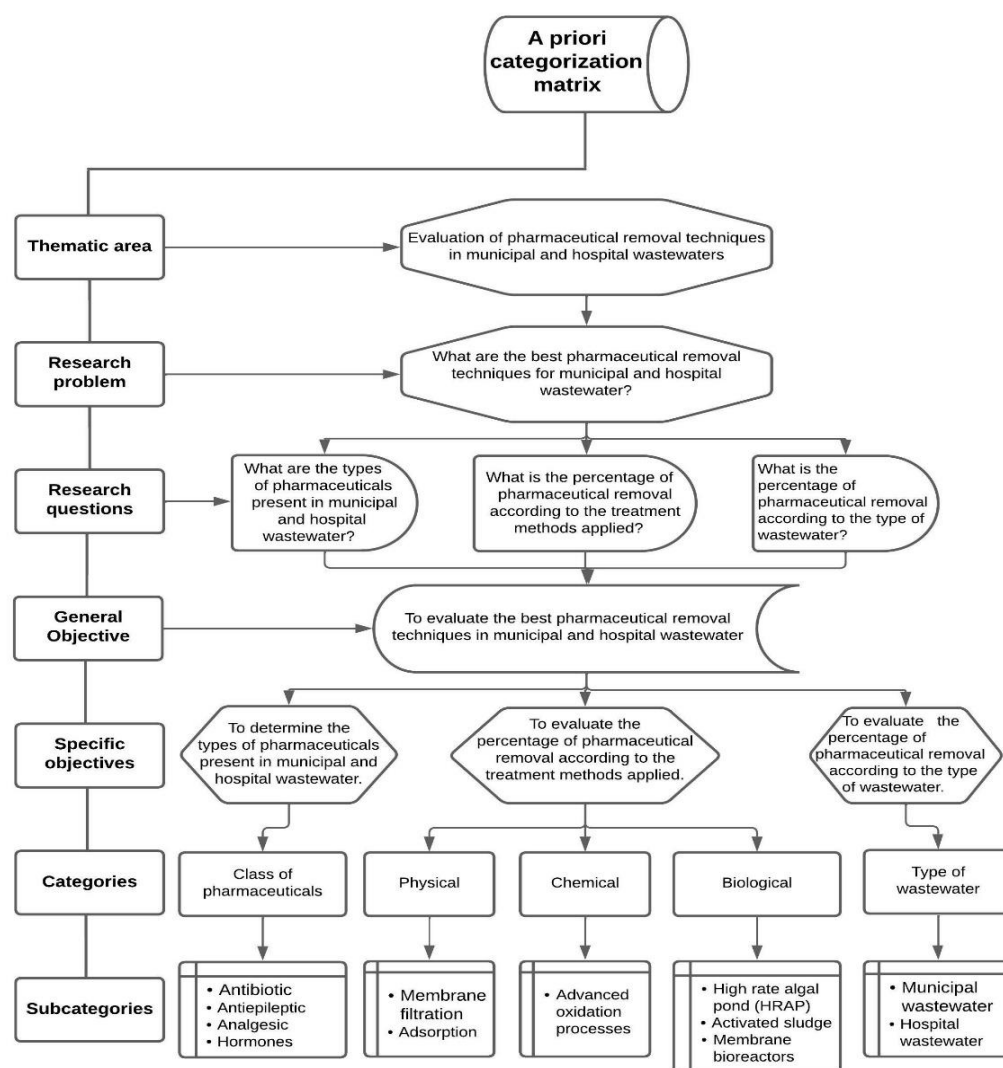 A priori
categorization
matrix
Thematic area
Evaluation of pharmaceutical removal techniques
in municipal and hospital wastewaters
Research
problem
What are the best pharmaceutical removal
techniques for municipal and hospital
wastewater?
Research
questions
What are the types
of pharmaceuticals
present in municipal
and hospital
wastewater?
What is the percentage of
pharmaceutical removal
according to the treatment
methods applied?
What is the
percentage of
pharmaceutical removal
according to the type of
wastewater?
General
Objective
To evaluate the best pharmaceutical removal
techniques in municipal and hospital wastewater
Specific
objectives
To determine the
types of pharmaceuticals
present in municipal and
hospital wastewater.
To evaluate the
percentage of pharmaceutical
removal according to the
treatment methods applied.
To evaluate the
percentage of
pharmaceutical removal
according to the type
of wastewater.
Categories
Class of
pharmaceuticals
Physical
Chemical
Biological
Type of
wastewater
Subcategories
• Antibiotic
• Antiepileptic
• Analgesic
• Hormones
• Membrane
filtration
• Adsorption
• Advanced
oxidation
processes
• High rate algal
pond (HRAP)
• Activated sludge
• Membrane
bioreactors
• Municipal
wastewater
• Hospital
wastewater